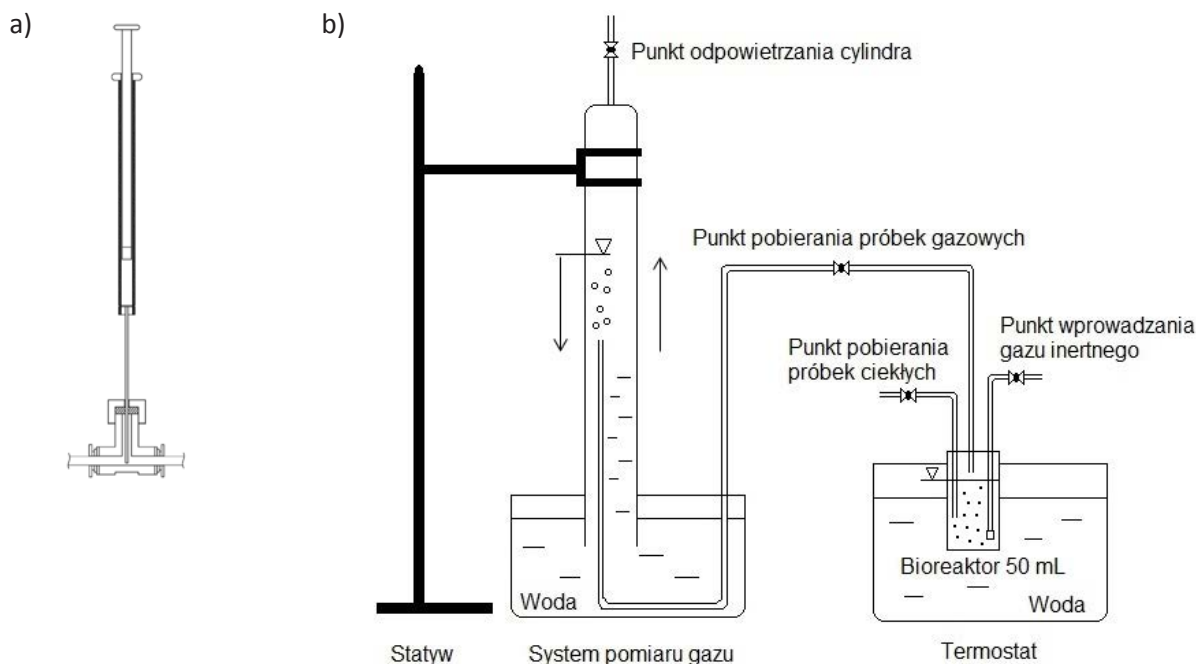 a)
b)
Punkt odpowietrzania cylindra
Punkt pobierania próbek gazowych
Punkt wprowadzania
gazu inertnego
Punkt pobierania
próbek ciekłych
Bioreaktor 50 mL
Woda
Woda
Statyw
System pomiaru gazu
Termostat